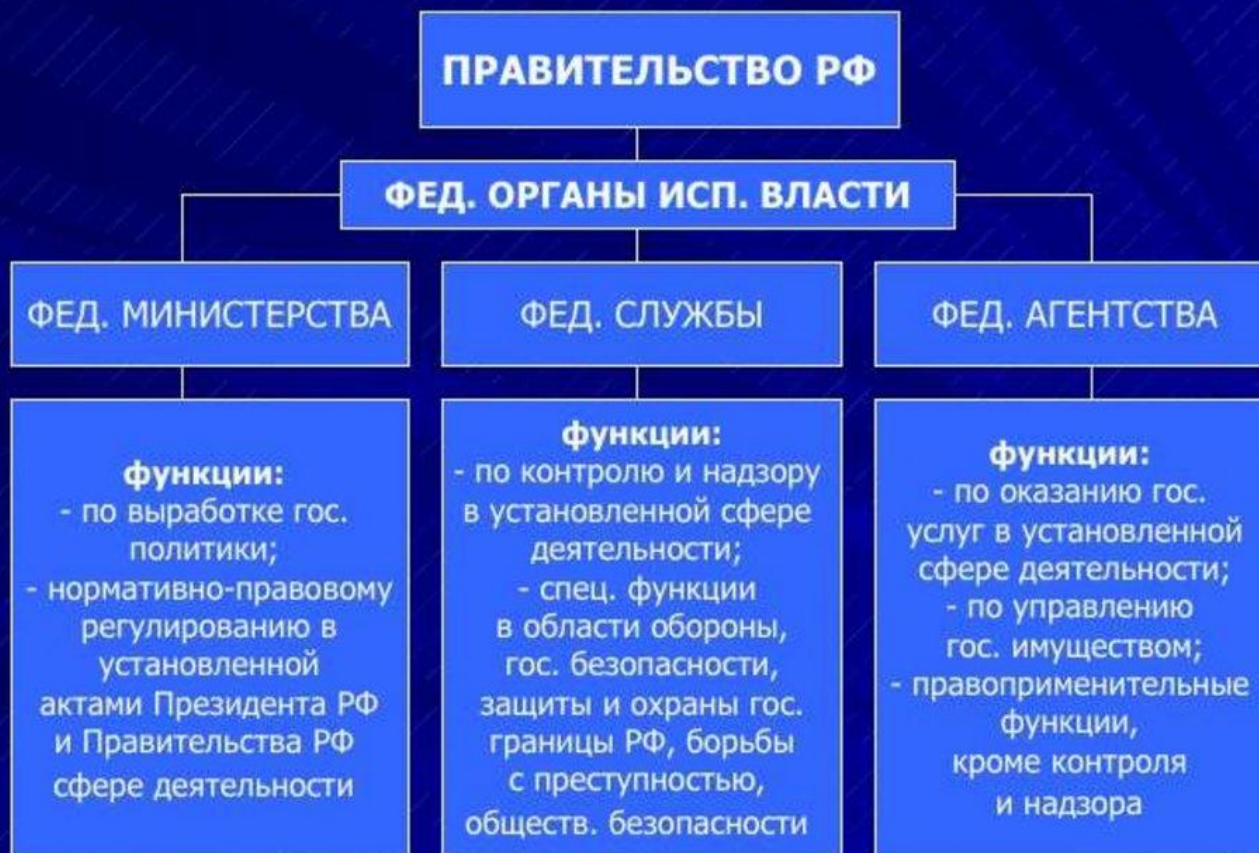 ПРАВИТЕЛЬСТВО РФ
ФЕД. ОРГАНЫ ИСП. ВЛАСТИ
ФЕД. МИНИСТЕРСТВА
функции:
- по выработке гос.
политики;
- нормативно-правовому
регулированию в
установленной
актами Президента РФ
и Правительства РФ
сфере деятельности
ФЕД. СЛУЖБЫ
функции:
- по контролю и надзору
в установленной сфере
деятельности;
- спец. функции
в области обороны,
гос. безопасности,
защиты и охраны гос.
границы РФ, борьбы
с преступностью,
обществ. безопасности
ФЕД. АГЕНТСТВА
функции:
- по оказанию гос.
услуг в установленной
сфере деятельности;
- по управлению
гос. имуществом;
- правоприменительные
функции,
кроме контроля
и надзора